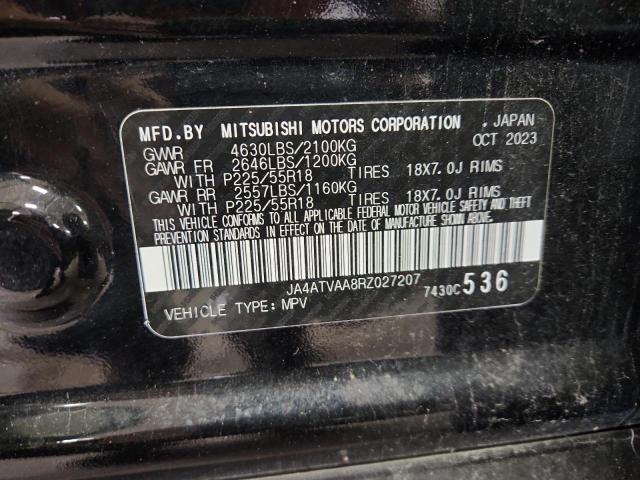 MFD.BY MITSUBISHI MOTORS CORPORATION , JAPAN
GVWR 4630LBS/2100KG OCT 2023
GAWR FR 2646LBS/1200KG
WITH P225/55R18 TIRES 18X7.0J RIMS
GAWR RR 2557LBS/1160KG
WITH P225/55R18 TIRES 18X7.0J RIMS
THIS VEHICLE CONFORMS TO ALL APPLICABLE FEDERAL MOTOR VEHICLE SAFETY AND THEFT
PREVENTION STANDARDS IN EFFECT ON THE DATE OF MANUFACTURE SHOWN ABOVE.
JA4ATVAA8RZ027207 7430C 536
VEHICLE TYPE: MPV